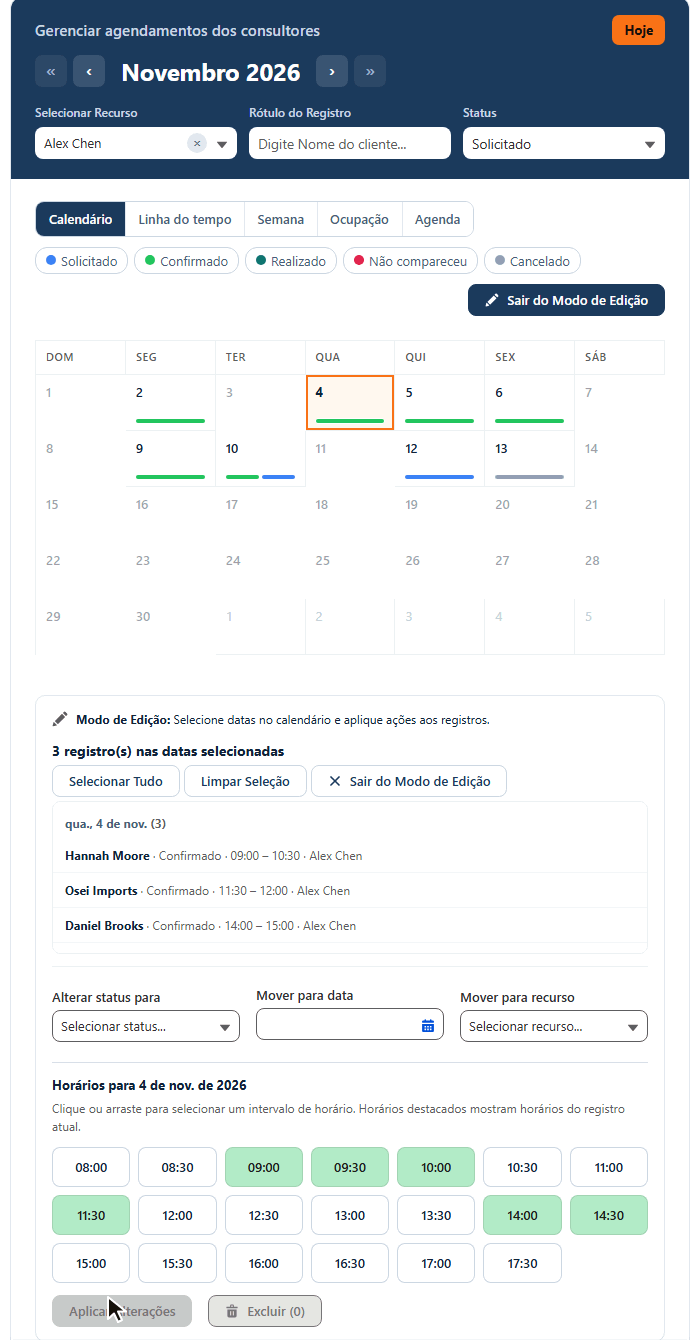 Gerenciar agendamentos dos consultores
Hoje
« ‹ Novembro 2026 › »
Selecionar Recurso Rótulo do Registro Status
Alex Chen × Digite Nome do cliente... Solicitado
Calendário Linha do tempo Semana Ocupação Agenda
Solicitado Confirmado Realizado Não compareceu Cancelado
Sair do Modo de Edição
DOM SEG TER QUA QUI SEX SÁB
1 2 3 4 5 6 7
8 9 10 11 12 13 14
15 16 17 18 19 20 21
22 23 24 25 26 27 28
29 30 1 2 3 4 5
Modo de Edição: Selecione datas no calendário e aplique ações aos registros.
3 registro(s) nas datas selecionadas
Selecionar Tudo Limpar Seleção × Sair do Modo de Edição
qua., 4 de nov. (3)
Hannah Moore · Confirmado · 09:00 – 10:30 · Alex Chen
Osei Imports · Confirmado · 11:30 – 12:00 · Alex Chen
Daniel Brooks · Confirmado · 14:00 – 15:00 · Alex Chen
Alterar status para Mover para data Mover para recurso
Selecionar status... Selecionar recurso...
Horários para 4 de nov. de 2026
Clique ou arraste para selecionar um intervalo de horário. Horários destacados mostram horários do registro
atual.
08:00 08:30 09:00 09:30 10:00 10:30 11:00
11:30 12:00 12:30 13:00 13:30 14:00 14:30
15:00 15:30 16:00 16:30 17:00 17:30
Aplicar Alterações Excluir (0)